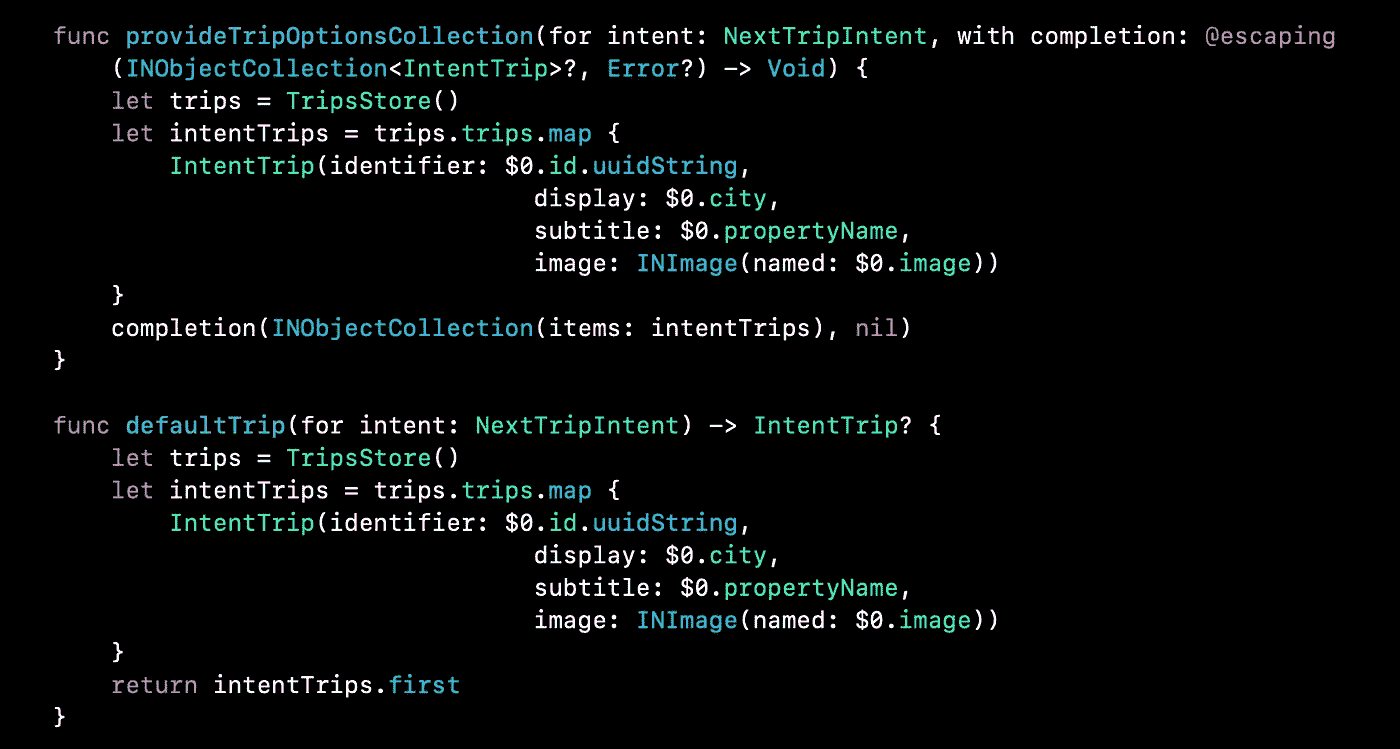 func provideTripOptionsCollection(for intent: NextTripIntent, with completion: @escaping
    (INObjectCollection<IntentTrip>?, Error?) -> Void) {
    let trips = TripsStore()
    let intentTrips = trips.trips.map {
        IntentTrip(identifier: $0.id.uuidString,
                                 display: $0.city,
                                 subtitle: $0.propertyName,
                                 image: INImage(named: $0.image))
    }
    completion(INObjectCollection(items: intentTrips), nil)
}

func defaultTrip(for intent: NextTripIntent) -> IntentTrip? {
    let trips = TripsStore()
    let intentTrips = trips.trips.map {
        IntentTrip(identifier: $0.id.uuidString,
                                 display: $0.city,
                                 subtitle: $0.propertyName,
                                 image: INImage(named: $0.image))
    }
    return intentTrips.first
}